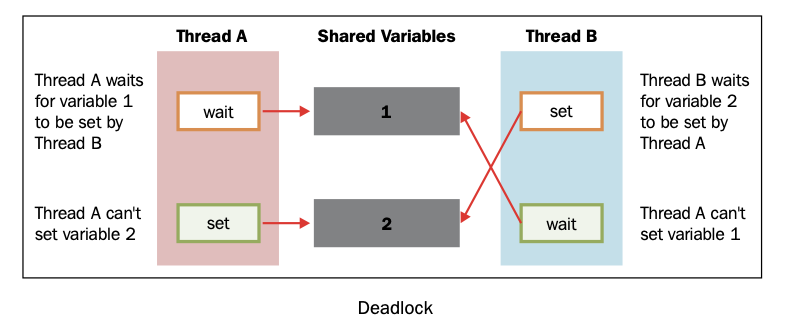 Thread A
Shared Variables
Thread B
Thread A waits
for variable 1
to be set by
Thread B
wait
1
set
Thread B waits
for variable 2
to be set by
Thread A
Thread A can't
set variable 2
set
2
wait
Thread A can't
set variable 1
Deadlock